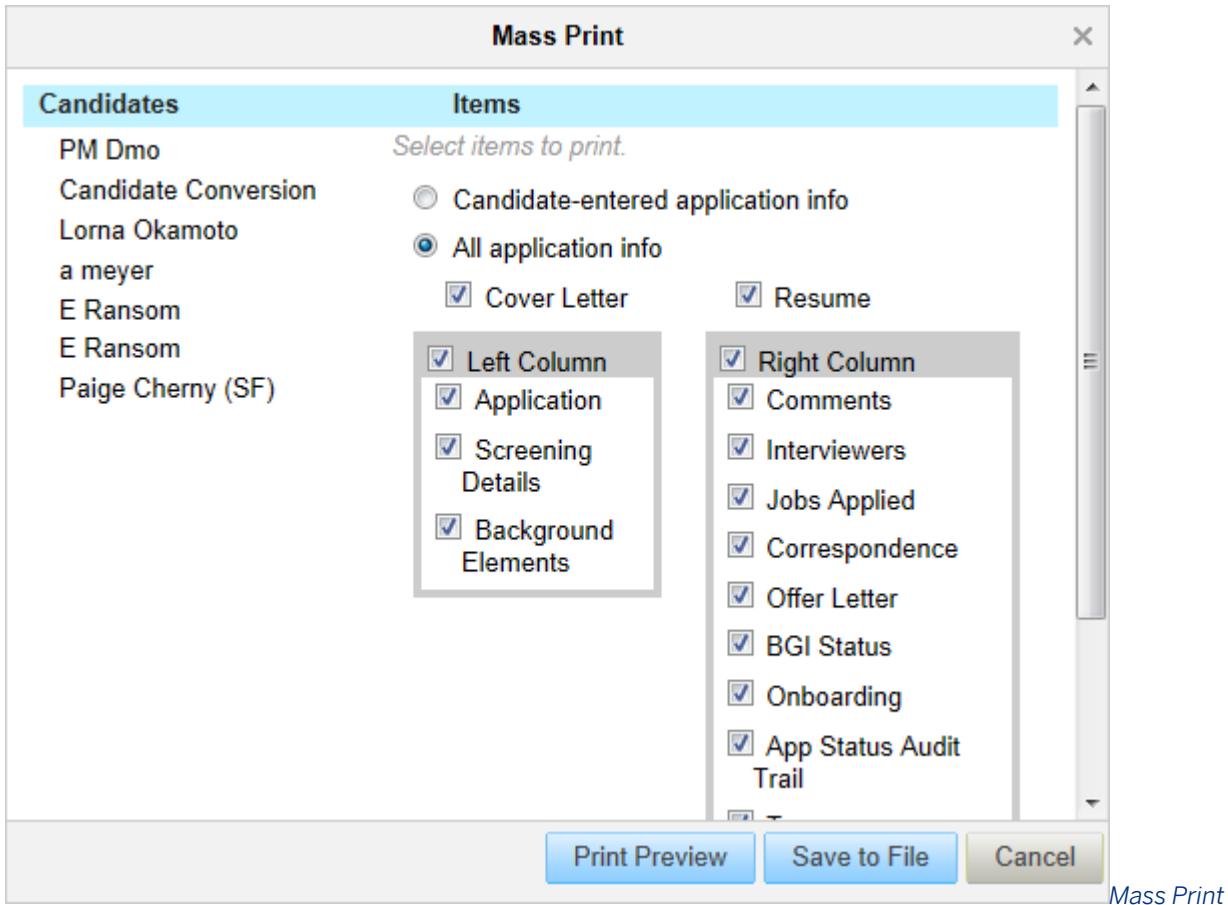 Mass Print
Candidates
Items
PM Dmo
Candidate Conversion
Lorna Okamoto
a meyer
E Ransom
E Ransom
Paige Cherny (SF)
Select items to print.
Candidate-entered application info
All application info
Cover Letter
Resume
Left Column
Application
Screening
Details
Background
Elements
Right Column
Comments
Interviewers
Jobs Applied
Correspondence
Offer Letter
BGI Status
Onboarding
App Status Audit
Trail
Print Preview
Save to File
Cancel
Mass Print